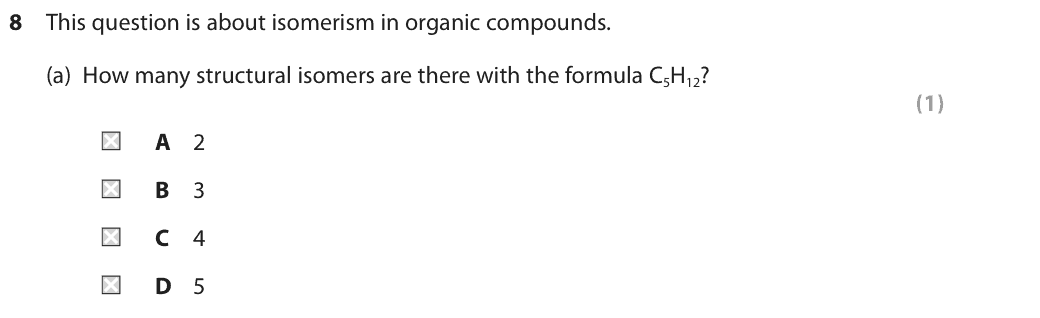 8 This question is about isomerism in organic compounds.
(a) How many structural isomers are there with the formula C₅H₁₂?
(1)
A 2
B 3
C 4
D 5